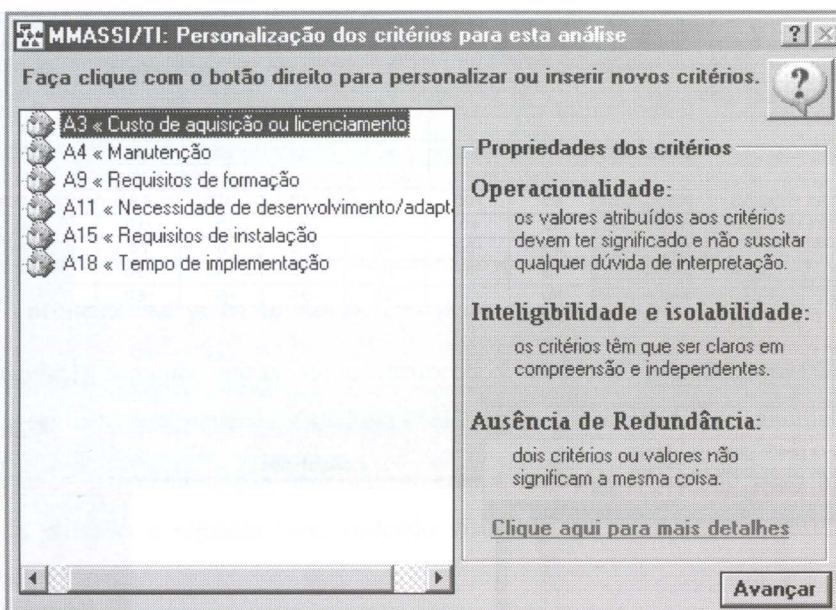 MMASSI/TI: Personalização dos critérios para esta análise
Faça clique com o botão direito para personalizar ou inserir novos critérios.
A3 « Custo de aquisição ou licenciamento
A4 « Manutenção
A9 « Requisitos de formação
A11 « Necessidade de desenvolvimento/adapt
A15 « Requisitos de instalação
A18 « Tempo de implementação
Propriedades dos critérios
Operacionalidade:
os valores atribuídos aos critérios
devem ter significado e não suscitar
qualquer dúvida de interpretação.
Inteligibilidade e isolabilidade:
os critérios têm que ser claros em
compreensão e independentes.
Ausência de Redundância:
dois critérios ou valores não
significam a mesma coisa.
Clique aqui para mais detalhes
Avançar